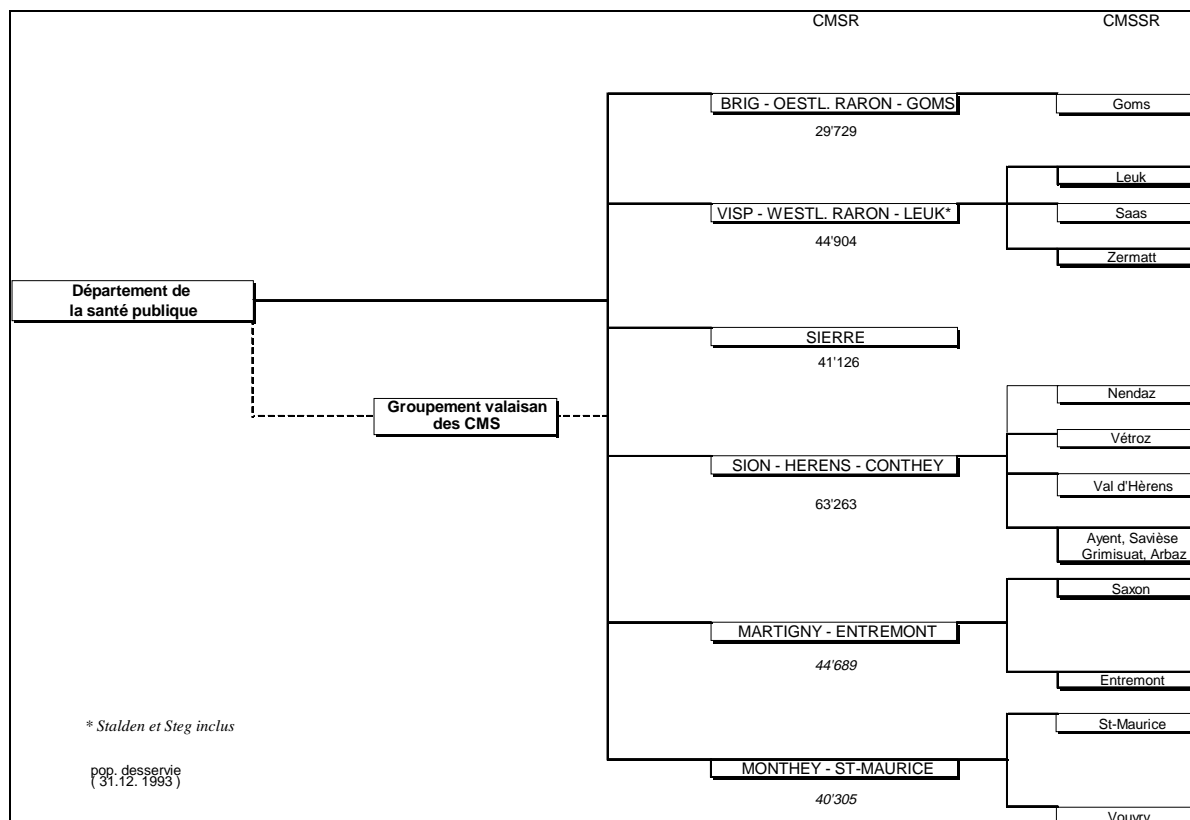 CMSR
CMSSR
BRIG - OESTL. RARON - GOMS
29'729
Goms
Leuk
VISP - WESTL. RARON - LEUK*
44'904
Saas
Zermatt
Département de
la santé publique
SIERRE
41'126
Groupement valaisan
des CMS
Nendaz
Vétroz
SION - HERENS - CONTHEY
63'263
Val d'Hèrens
Ayent, Savièse
Grimisuat, Arbaz
Saxon
MARTIGNY - ENTREMONT
44'689
Entremont
* Stalden et Steg inclus
St-Maurice
pop. desservie
( 31.12. 1993 )
MONTHEY - ST-MAURICE
40'305
Vouvry